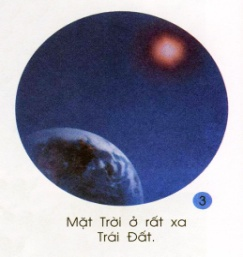 3
Mặt Trời ở rất xa
Trái Đất.